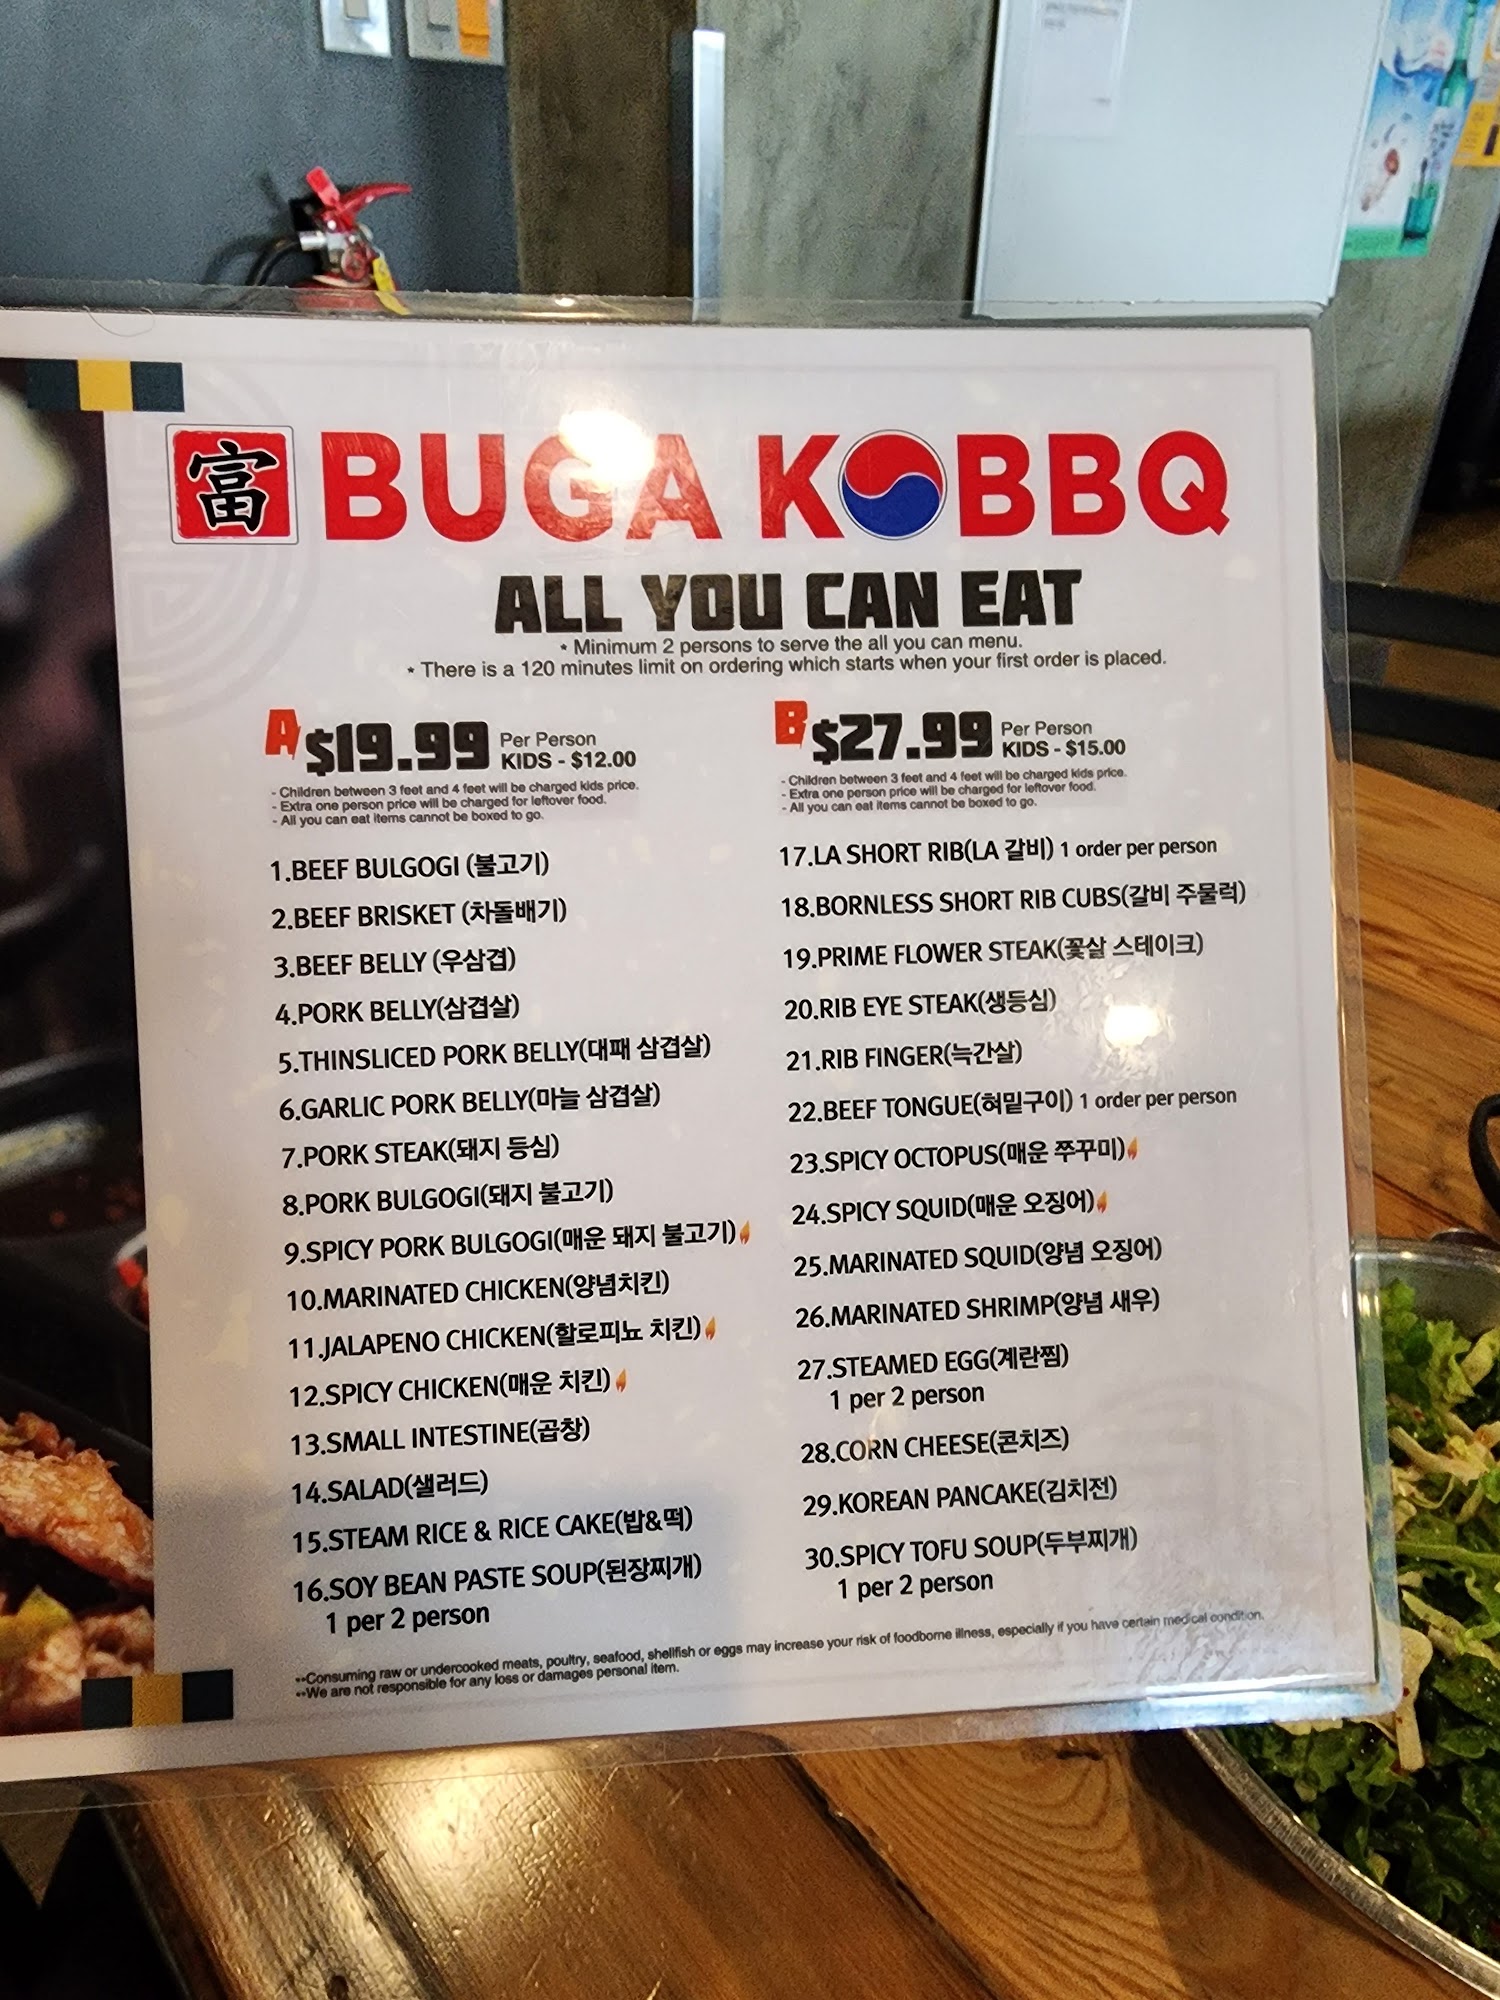 富 BUGA KOBBQ
ALL YOU CAN EAT
* Minimum 2 persons to serve the all you can menu.
* There is a 120 minutes limit on ordering which starts when your first order is placed.
A $19.99 Per Person
KIDS - $12.00
- Children between 3 feet and 4 feet will be charged kids price.
- Extra one person price will be charged for leftover food.
- All you can eat items cannot be boxed to go.
1.BEEF BULGOGI (불고기)
2.BEEF BRISKET (차돌배기)
3.BEEF BELLY (우삼겹)
4.PORK BELLY(삼겹살)
5.THINSLICED PORK BELLY(대패 삼겹살)
6.GARLIC PORK BELLY(마늘 삼겹살)
7.PORK STEAK(돼지 등심)
8.PORK BULGOGI(돼지 불고기)
9.SPICY PORK BULGOGI(매운 돼지 불고기)
10.MARINATED CHICKEN(양념치킨)
11.JALAPENO CHICKEN(할로피뇨 치킨)
12.SPICY CHICKEN(매운 치킨)
13.SMALL INTESTINE(곱창)
14.SALAD(샐러드)
15.STEAM RICE & RICE CAKE(밥&떡)
16.SOY BEAN PASTE SOUP(된장찌개)
1 per 2 person
B $27.99 Per Person
KIDS - $15.00
- Children between 3 feet and 4 feet will be charged kids price.
- Extra one person price will be charged for leftover food.
- All you can eat items cannot be boxed to go.
17.LA SHORT RIB(LA 갈비) 1 order per person
18.BORNLESS SHORT RIB CUBS(갈비 주물럭)
19.PRIME FLOWER STEAK(꽃살 스테이크)
20.RIB EYE STEAK(생등심)
21.RIB FINGER(늑간살)
22.BEEF TONGUE(혀밑구이) 1 order per person
23.SPICY OCTOPUS(매운 쭈꾸미)
24.SPICY SQUID(매운 오징어)
25.MARINATED SQUID(양념 오징어)
26.MARINATED SHRIMP(양념 새우)
27.STEAMED EGG(계란찜)
1 per 2 person
28.CORN CHEESE(콘치즈)
29.KOREAN PANCAKE(김치전)
30.SPICY TOFU SOUP(두부찌개)
1 per 2 person
**Consuming raw or undercooked meats, poultry, seafood, shellfish or eggs may increase your risk of foodborne illness, especially if you have certain medical condition.
**We are not responsible for any loss or damages personal item.